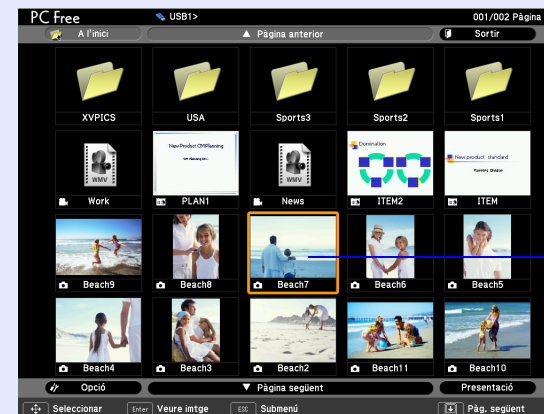 PC Free USB1> 001/002 Pàgina
A l'inici Pàgina anterior Sortir
XVPICS USA Sports3 Sports2 Sports1
New Product CMPlanning
Domination
New product standard
Planning Division
WMV WMV
Work PLAN1 News ITEM2 ITEM
Beach9 Beach8 Beach7 Beach6 Beach5
Beach4 Beach3 Beach2 Beach11 Beach10
Opció Pàgina següent Presentació
Seleccionar Enter Veure imtge ESC Submenú Pàg. següent